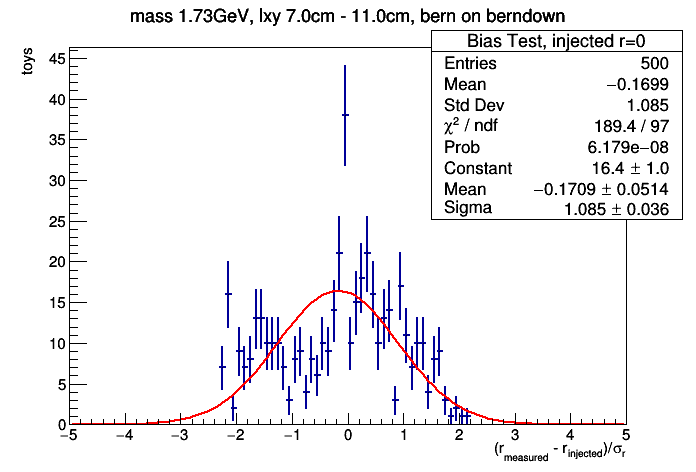 mass 1.73GeV, lxy 7.0cm - 11.0cm, bern on berndown
Bias Test, injected r=0
Entries 500
Mean −0.1699
Std Dev 1.085
χ² / ndf 189.4 / 97
Prob 6.179e−08
Constant 16.4 ± 1.0
Mean −0.1709 ± 0.0514
Sigma 1.085 ± 0.036
toys
45
40
35
30
25
20
15
10
5
0
−5 −4 −3 −2 −1 0 1 2 3 4 5
(r_measured - r_injected)/σ_r